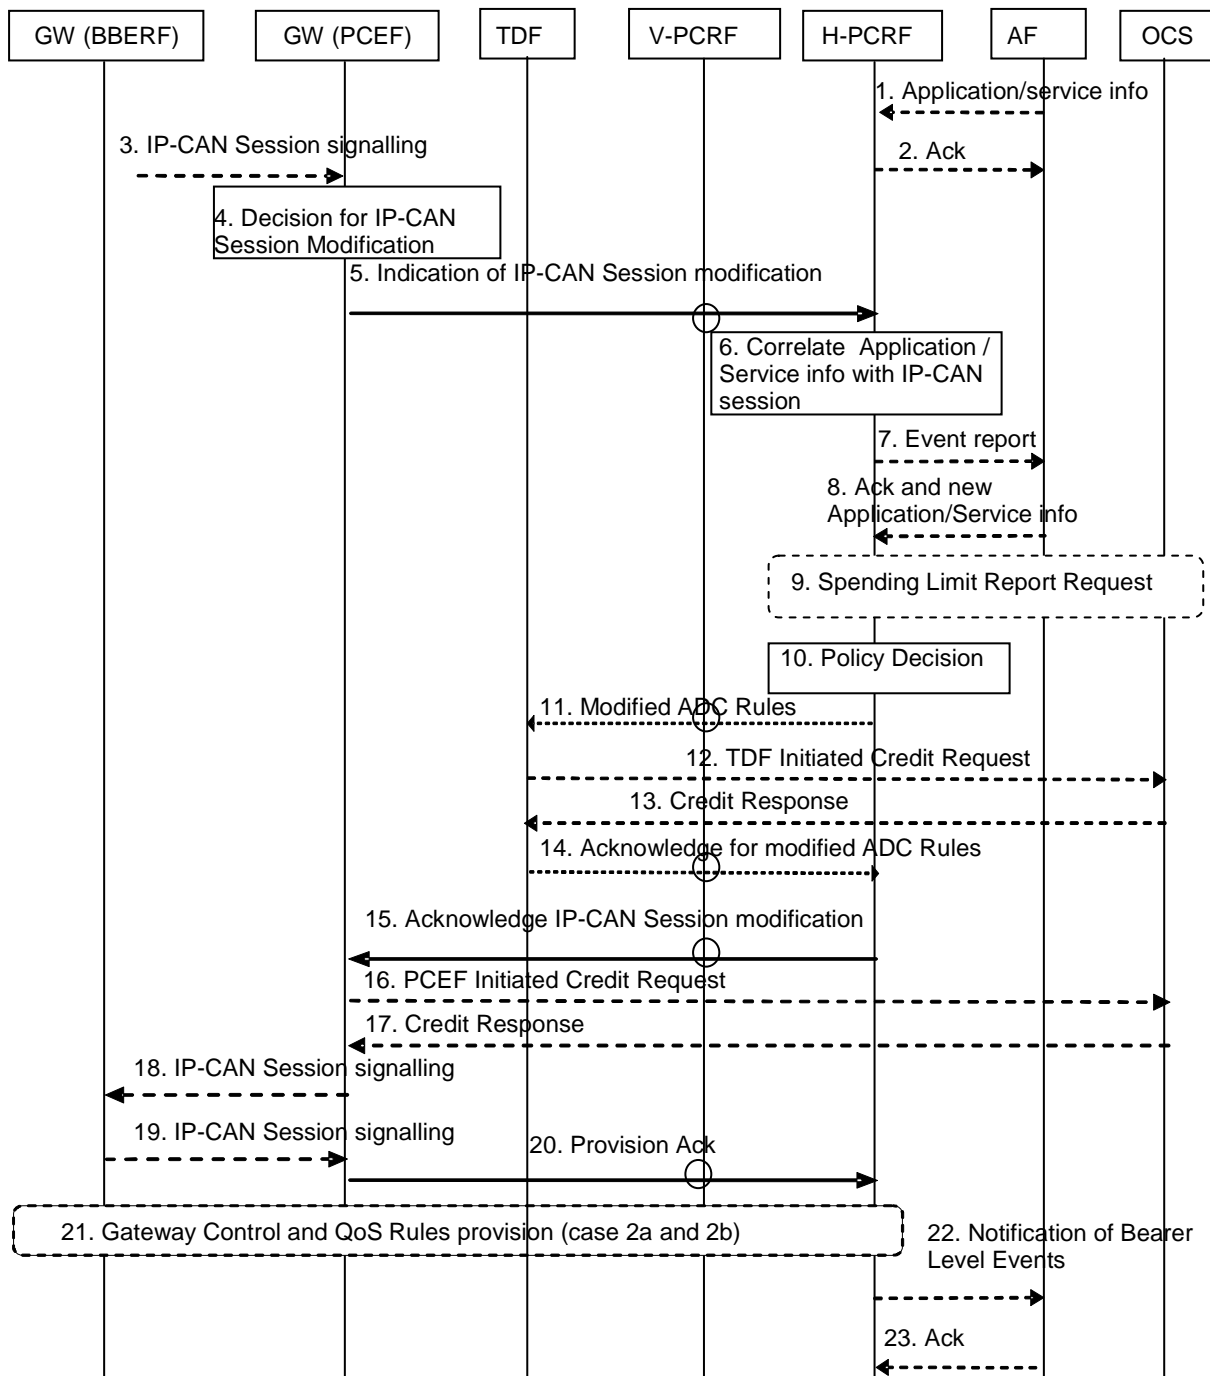 GW (BBERF)
GW (PCEF)
TDF
V-PCRF
H-PCRF
AF
OCS
1. Application/service info
2. Ack
3. IP-CAN Session signalling
4. Decision for IP-CAN
Session Modification
5. Indication of IP-CAN Session modification
6. Correlate Application /
Service info with IP-CAN
session
7. Event report
8. Ack and new
Application/Service info
9. Spending Limit Report Request
10. Policy Decision
11. Modified ADC Rules
12. TDF Initiated Credit Request
13. Credit Response
14. Acknowledge for modified ADC Rules
15. Acknowledge IP-CAN Session modification
16. PCEF Initiated Credit Request
17. Credit Response
18. IP-CAN Session signalling
19. IP-CAN Session signalling
20. Provision Ack
21. Gateway Control and QoS Rules provision (case 2a and 2b)
22. Notification of Bearer
Level Events
23. Ack